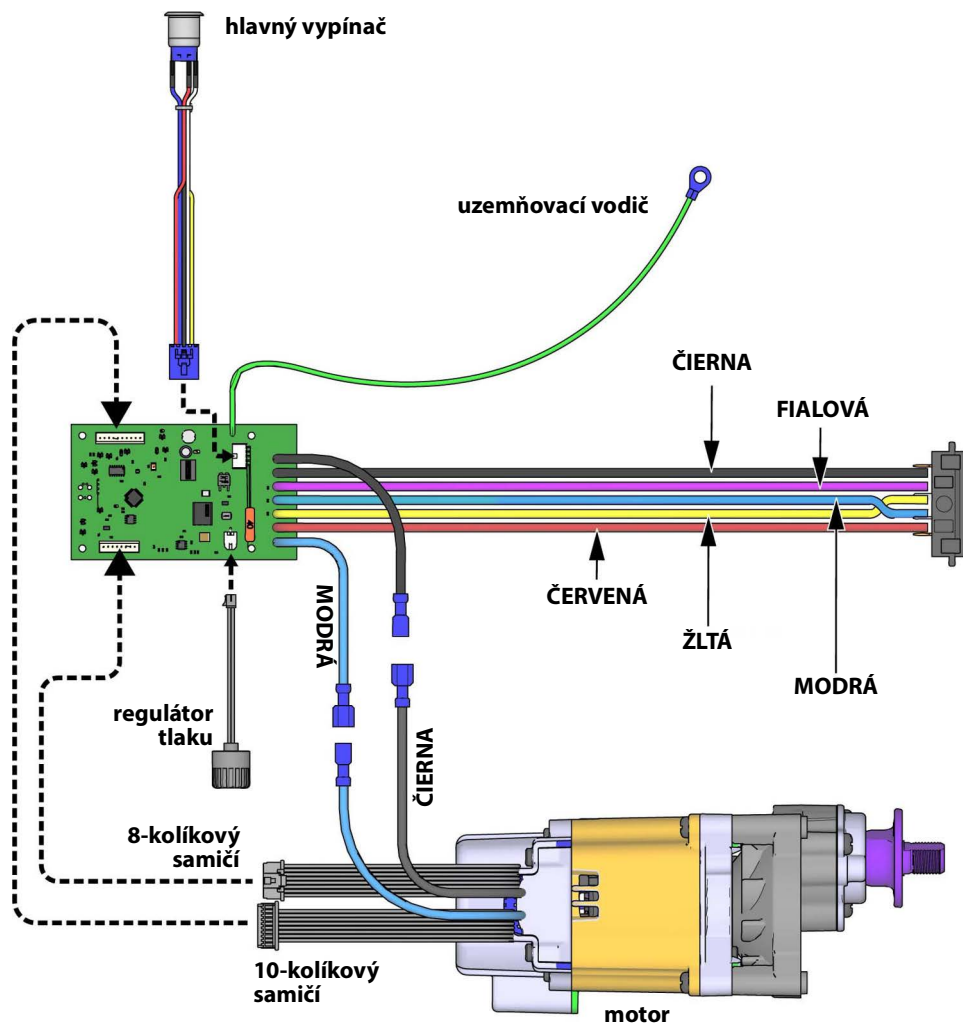 hlavný vypínač
uzemňovací vodič
ČIERNA
FIALOVÁ
ČERVENÁ
ŽLTÁ
MODRÁ
MODRÁ
ČIERNA
regulátor
tlaku
8-kolíkový
samičí
10-kolíkový
samičí
motor